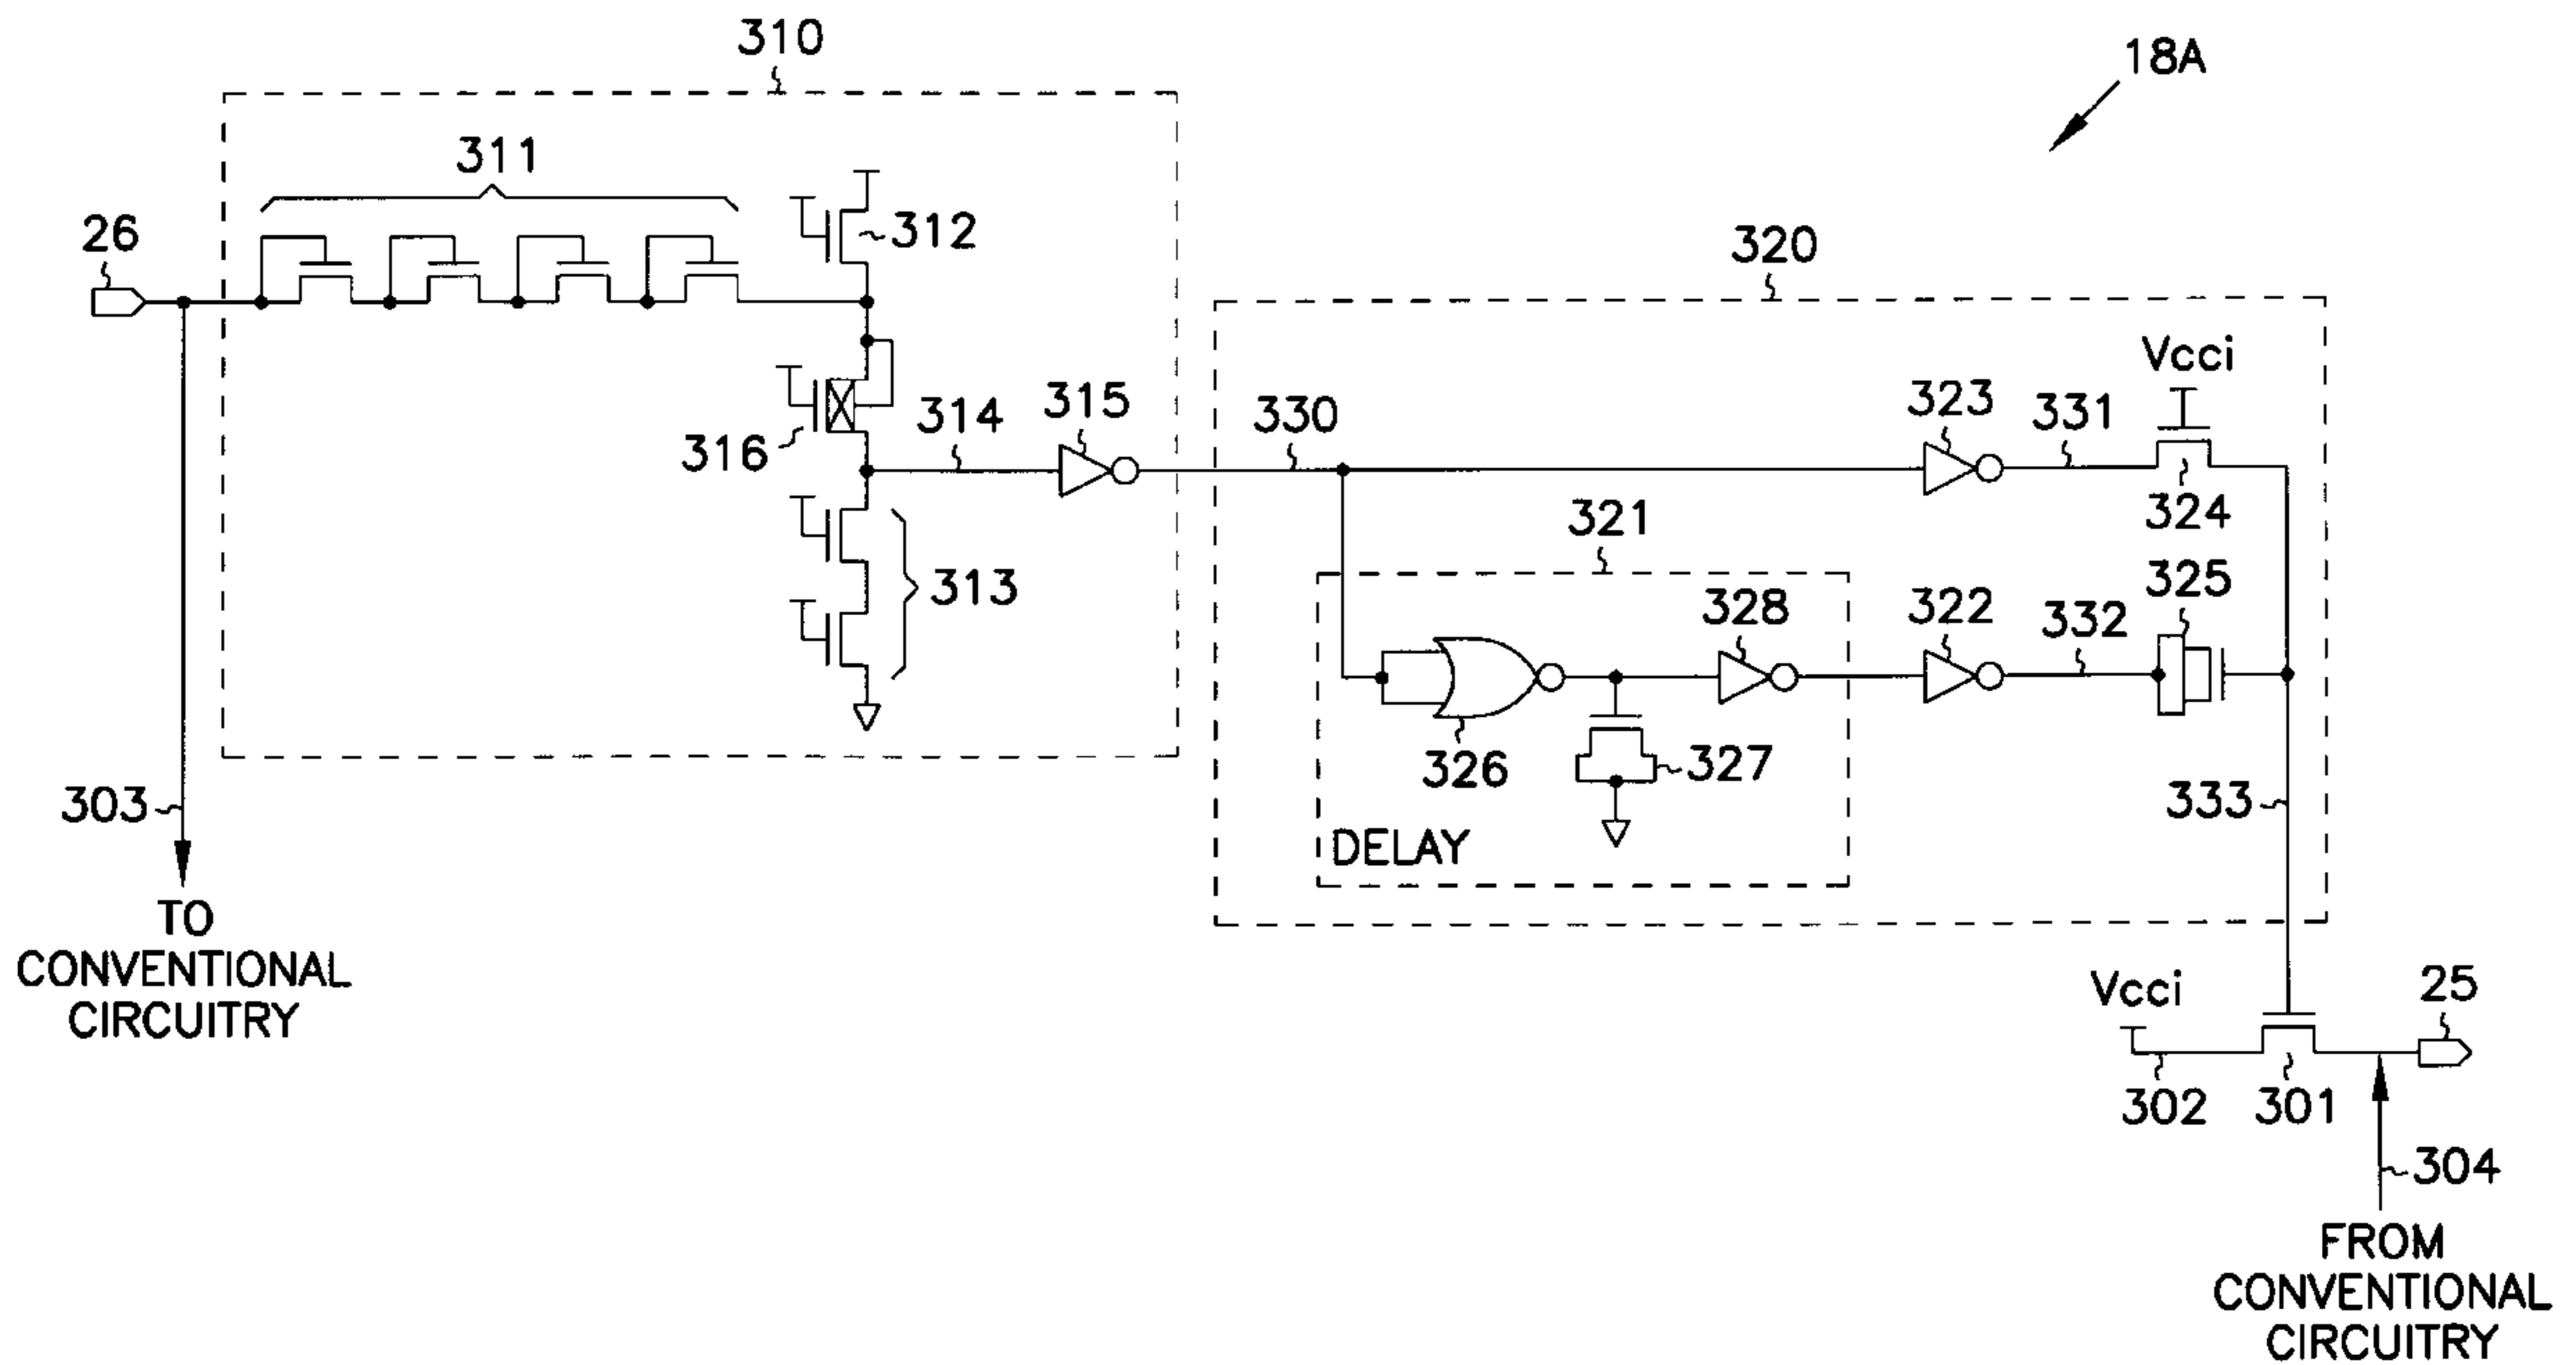 310
18A
311
26
312
320
Vcci
316
314
315
330
323
331
324
321
313
325
328
322
332
326
327
303
333
DELAY
TO
CONVENTIONAL
CIRCUITRY
Vcci
25
302
301
304
FROM
CONVENTIONAL
CIRCUITRY